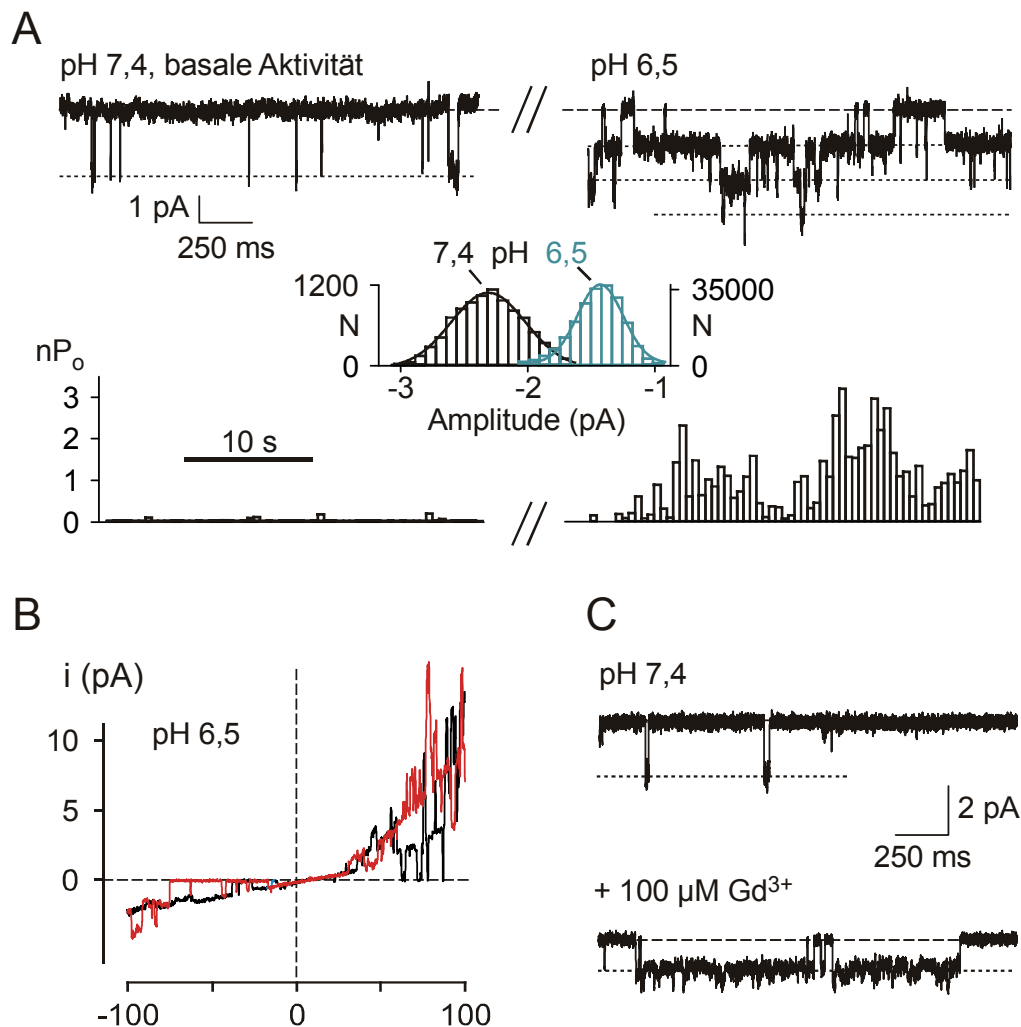 A
pH 7,4, basale Aktivität
pH 6,5
1 pA
250 ms
7,4 pH 6,5
1200
N
0
35000
N
0
-3 -2 -1
Amplitude (pA)
nPo
3
2
1
0
10 s
B
i (pA)
pH 6,5
10
5
0
-100 0 100
C
pH 7,4
2 pA
250 ms
+ 100 µM Gd³⁺